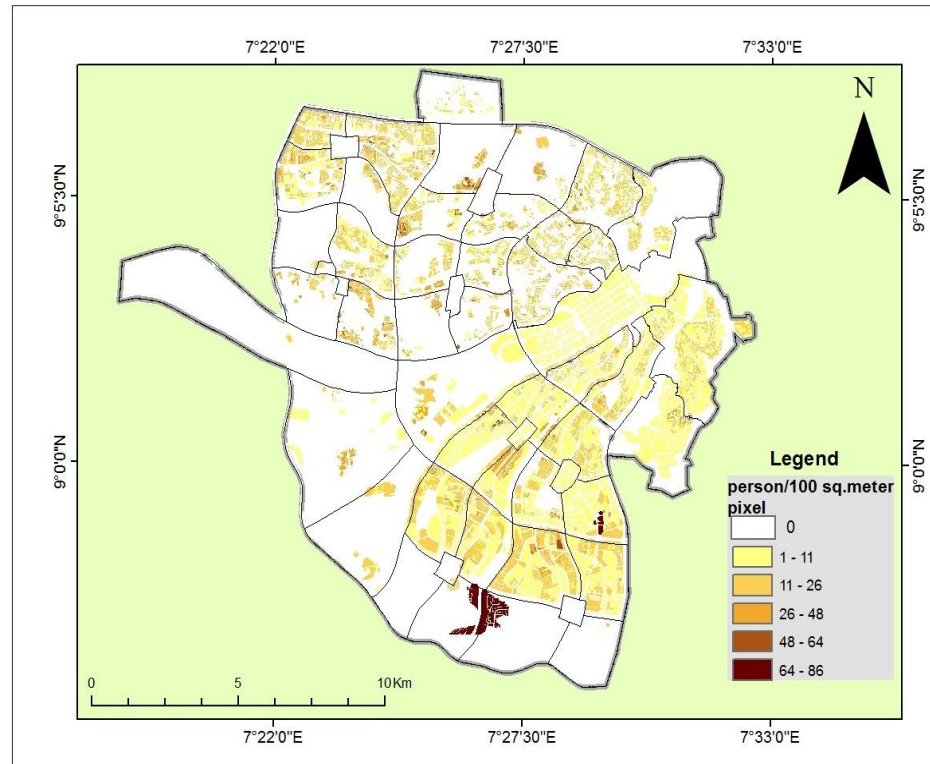 7°22'0"E 7°27'30"E 7°33'0"E
N
9°5'30"N 9°5'30"N
9°0'0"N 9°0'0"N
Legend
person/100 sq.meter
pixel
0
1 - 11
11 - 26
26 - 48
48 - 64
64 - 86
0 5 10 Km
7°22'0"E 7°27'30"E 7°33'0"E